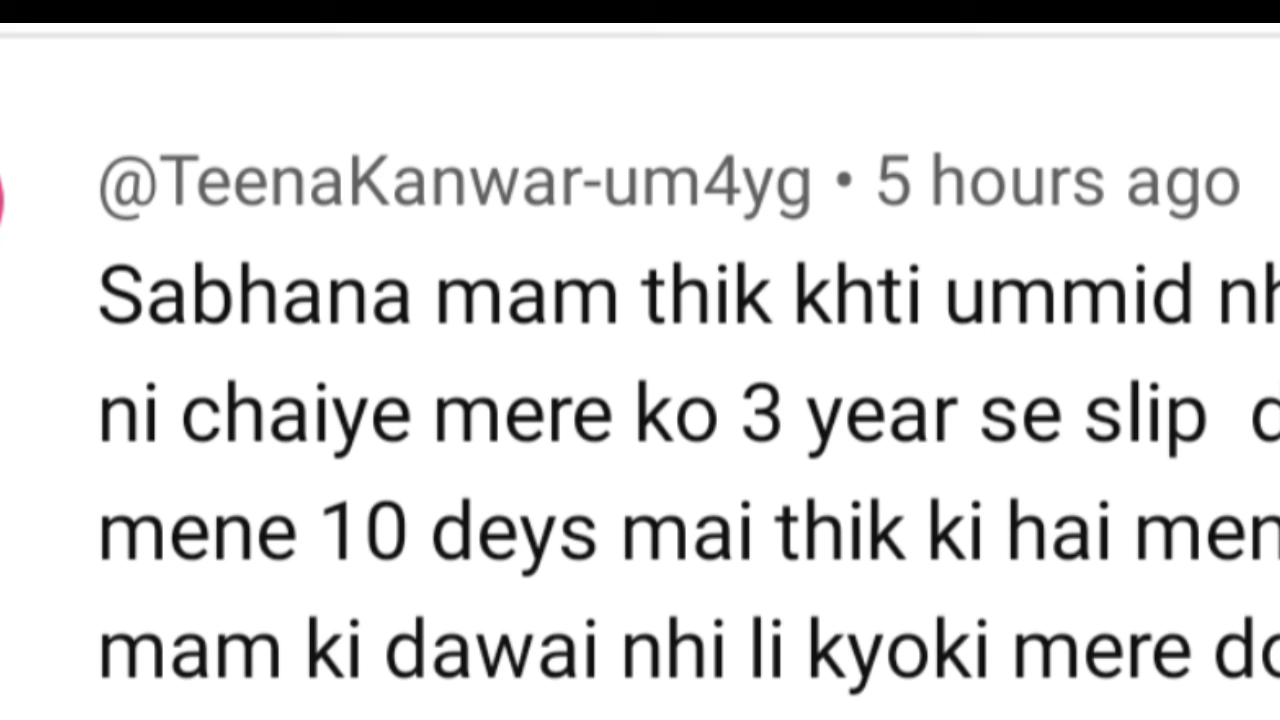 @TeenaKanwar-um4yg • 5 hours ago
Sabhana mam thik khti ummid
ni chaiye mere ko 3 year se slip
mene 10 deys mai thik ki hai
mam ki dawai nhi li kyoki mere